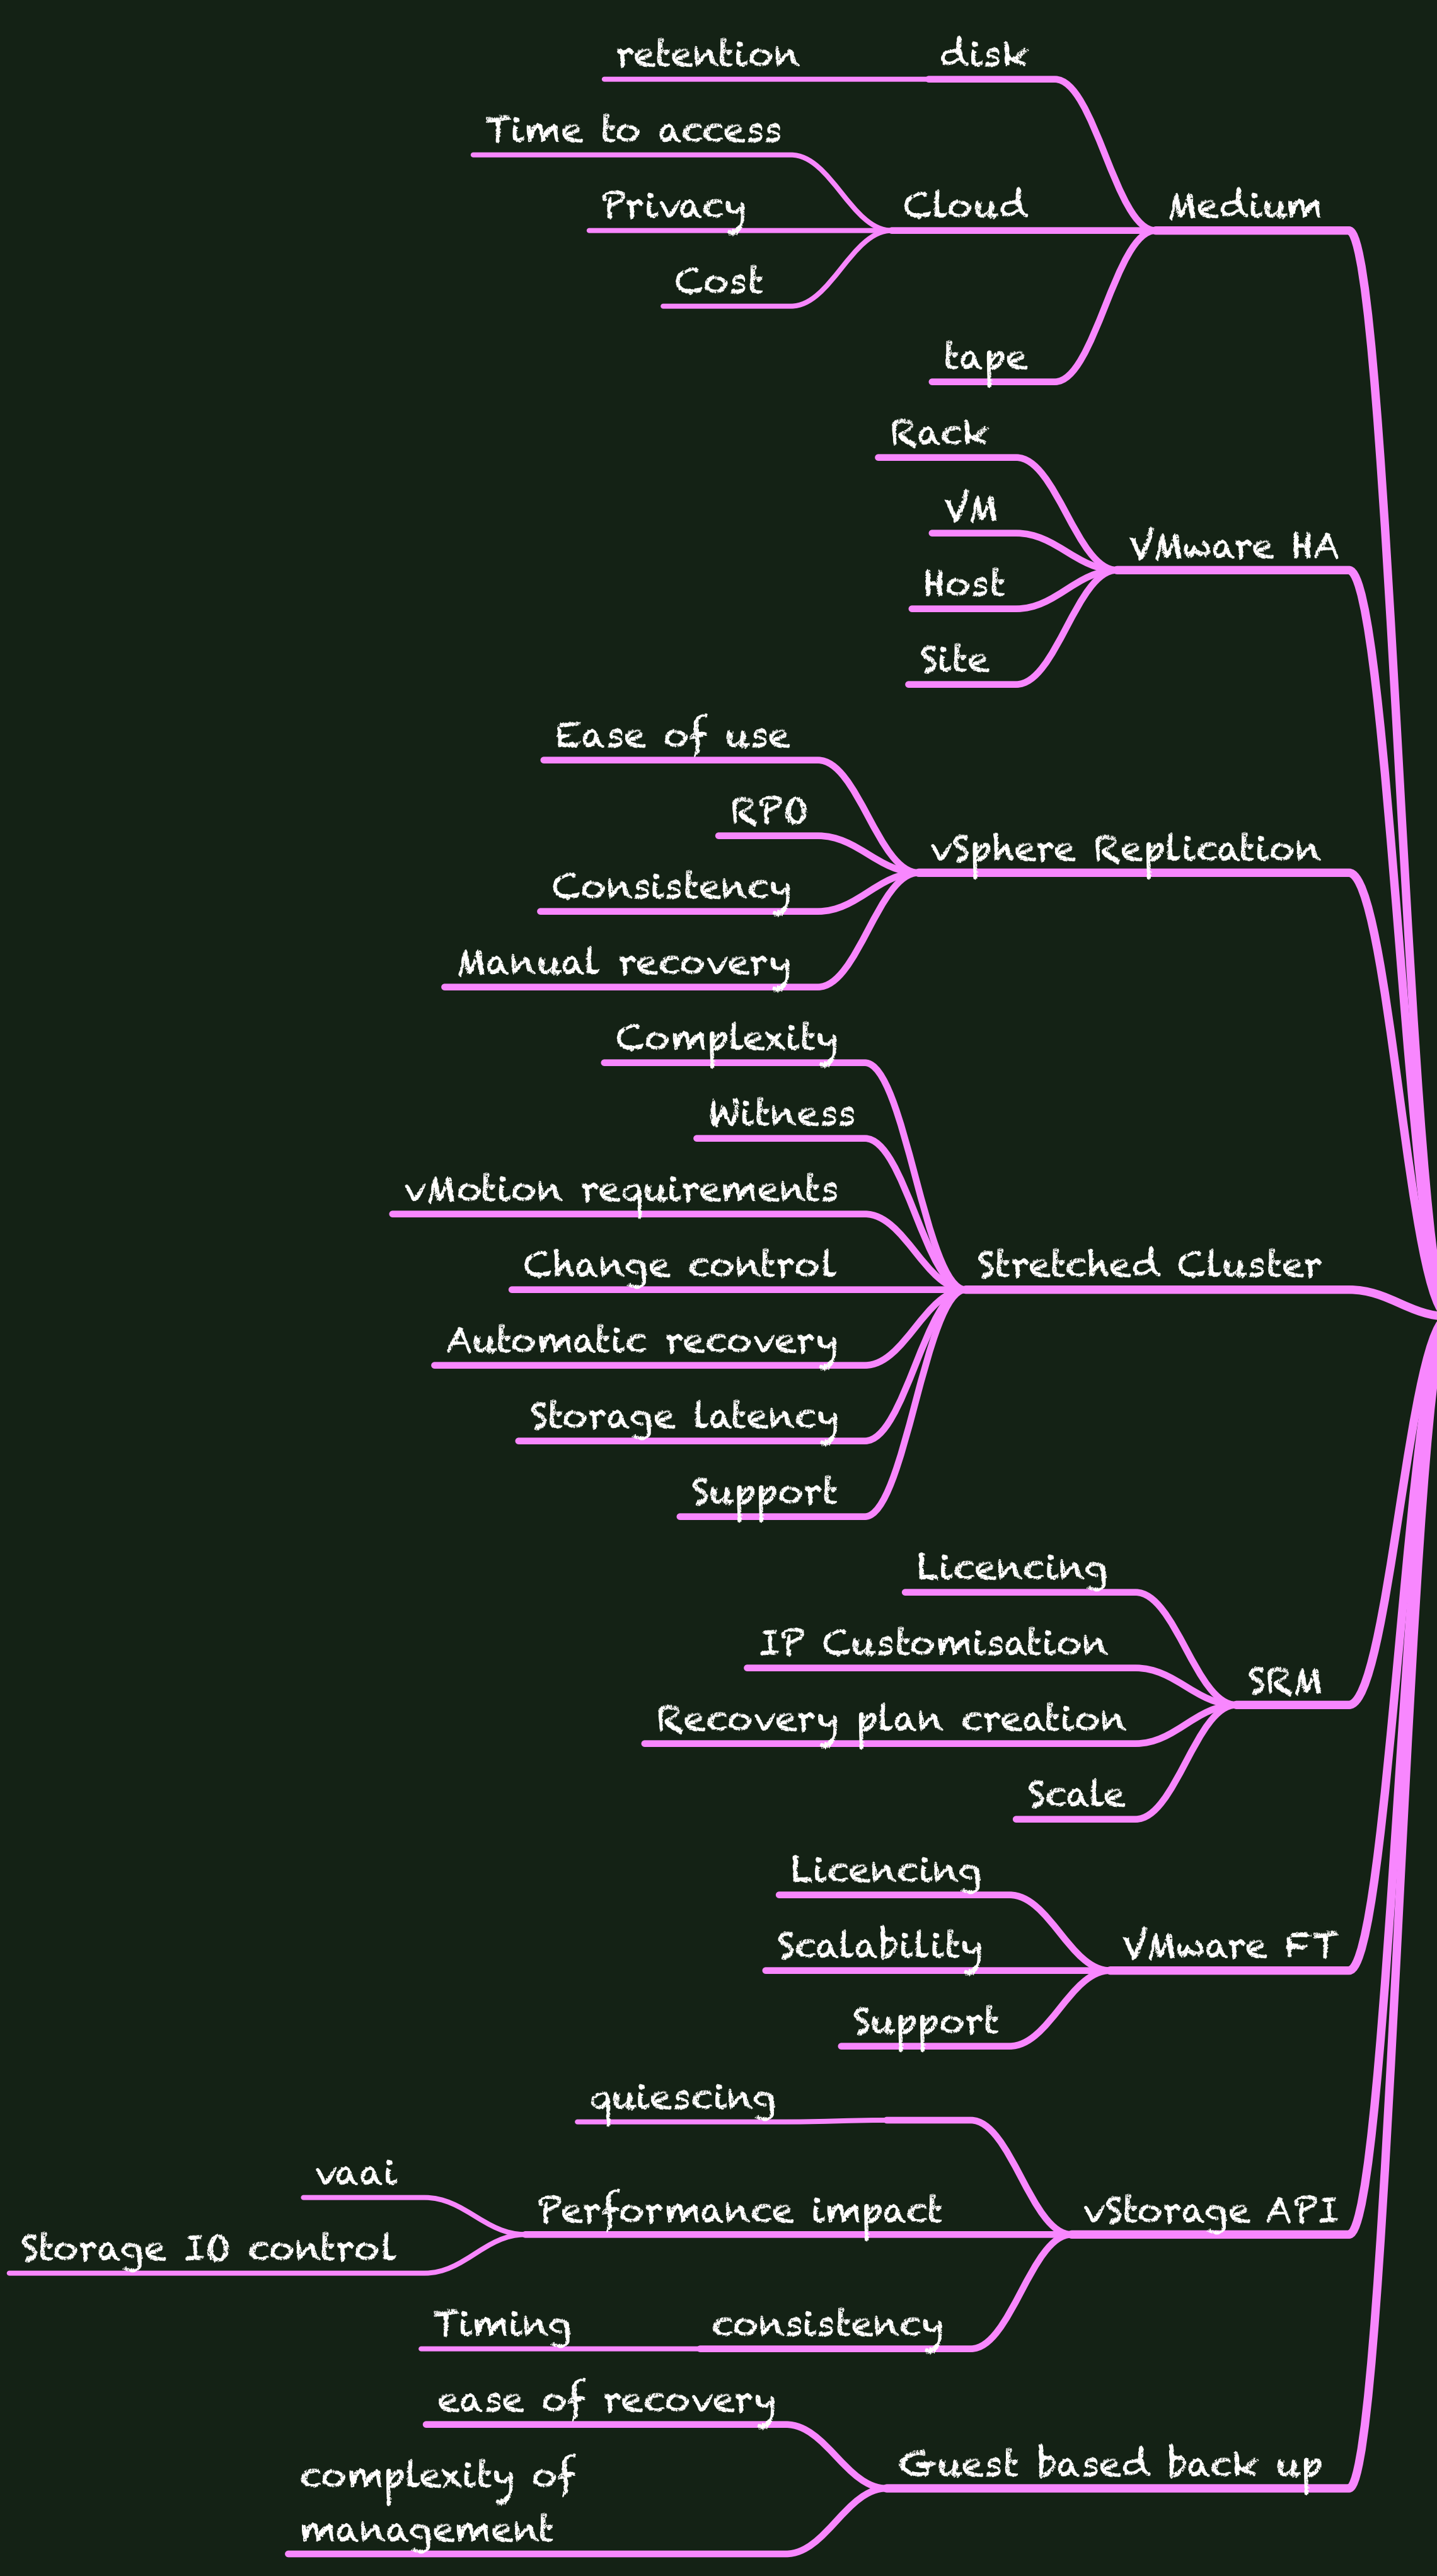 retention
disk
Time to access
Privacy
Cloud
Medium
Cost
tape
Rack
VM
VMware HA
Host
Site
Ease of use
RPO
vSphere Replication
Consistency
Manual recovery
Complexity
Witness
vMotion requirements
Change control
Stretched Cluster
Automatic recovery
Storage latency
Support
Licencing
IP Customisation
SRM
Recovery plan creation
Scale
Licencing
Scalability
VMware FT
Support
quiescing
vaai
Performance impact
vStorage API
Storage IO control
Timing
consistency
ease of recovery
Guest based back up
complexity of
management